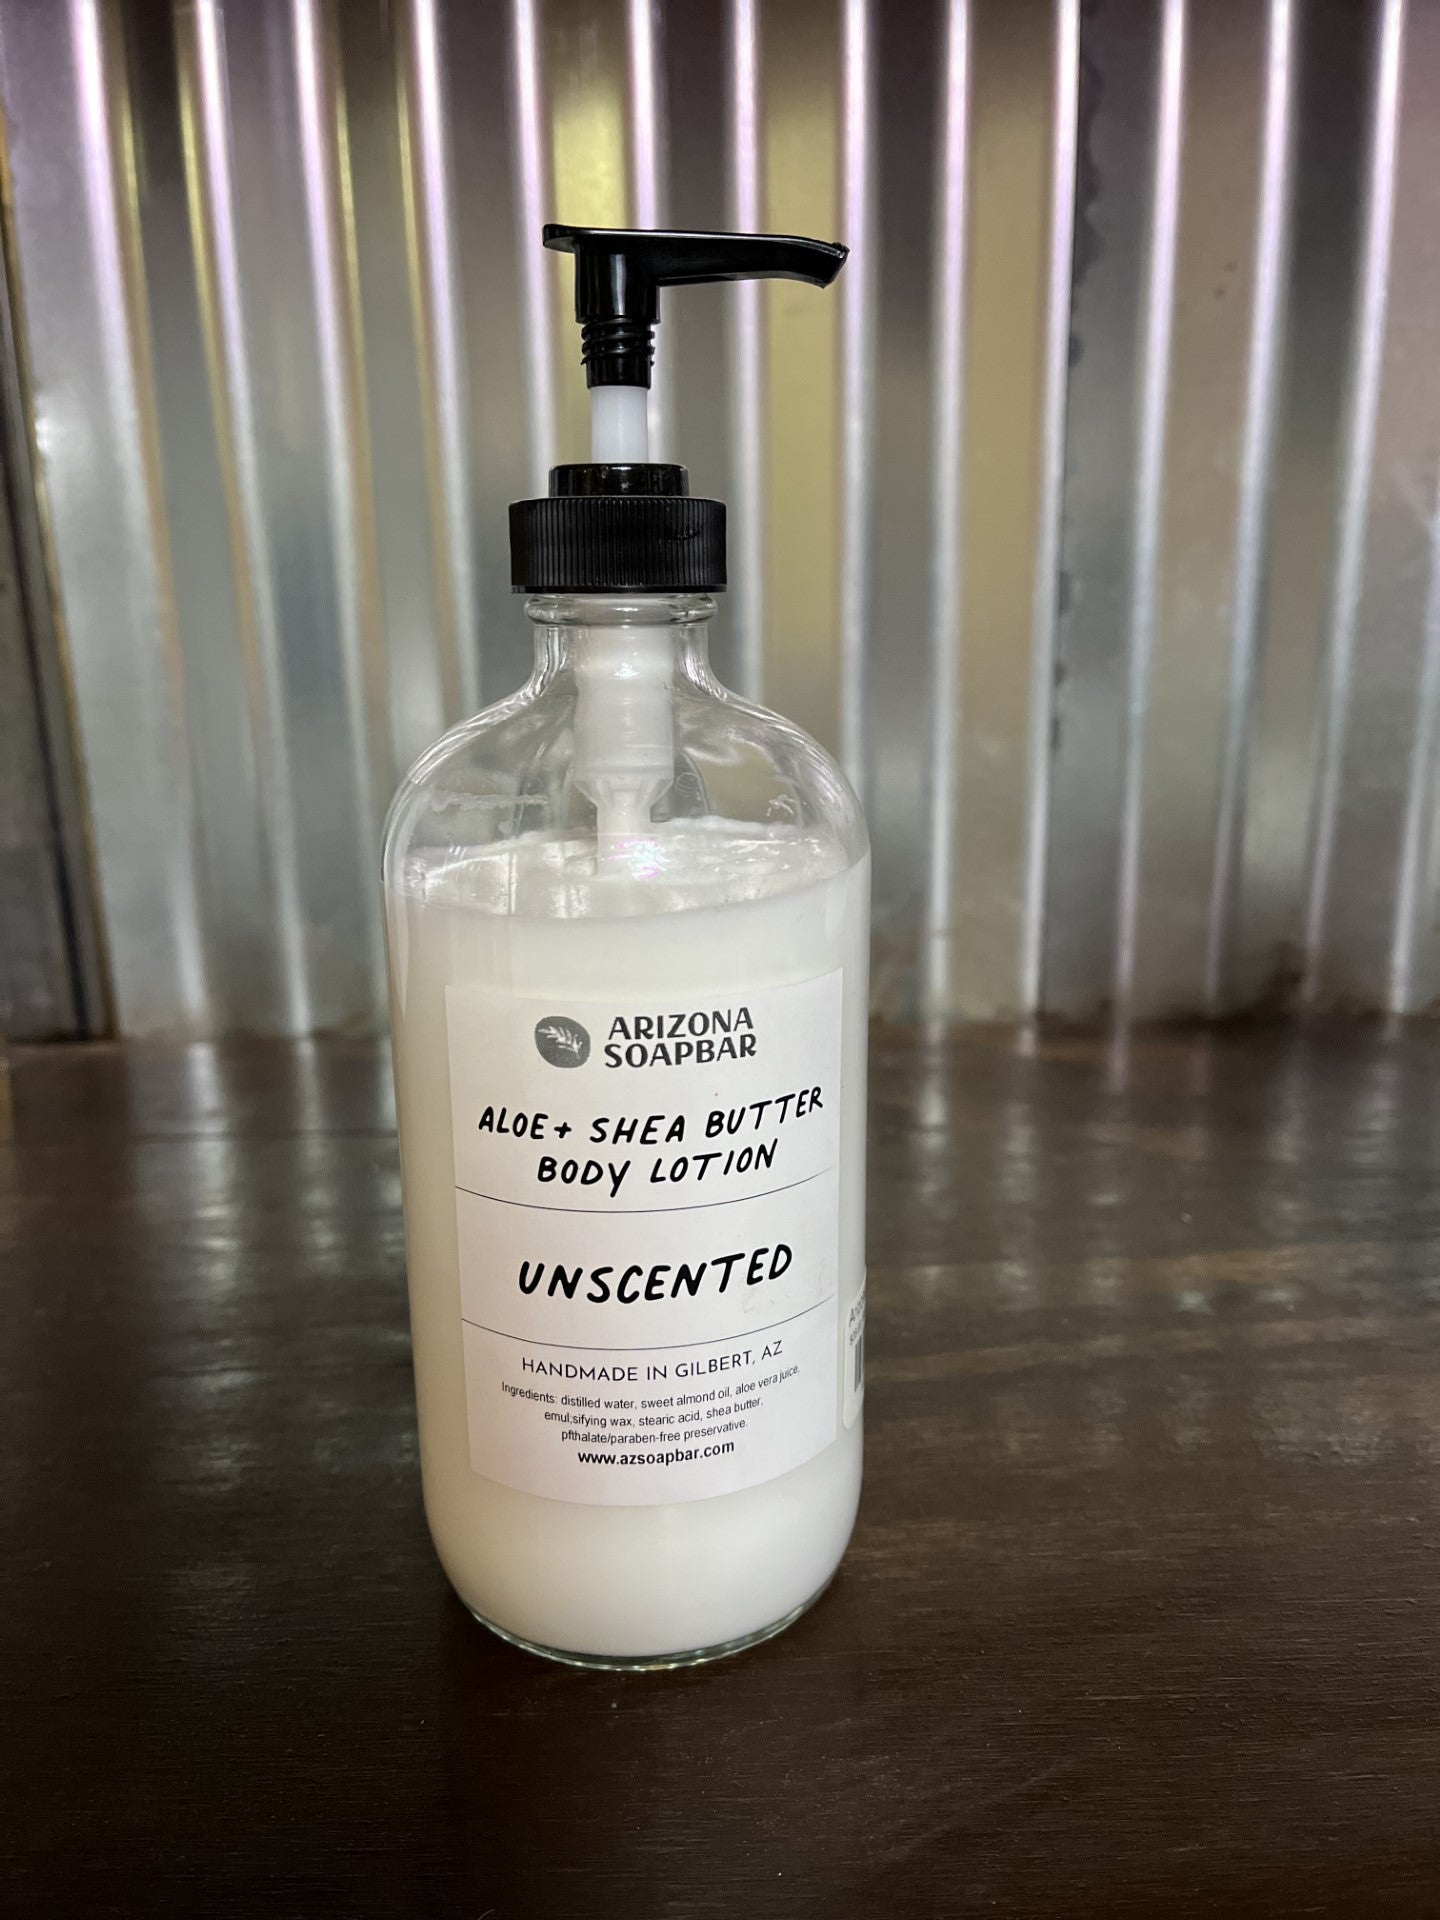 ARIZONA
SOAPBAR
ALOE+ SHEA BUTTER
BODY LOTION
UNSCENTED
HANDMADE IN GILBERT, AZ
Ingredients: distilled water, sweet almond oil, aloe vera juice,
emul;sifying wax, stearic acid, shea butter.
pfthalate/paraben-free preservative.
www.azsoapbar.com